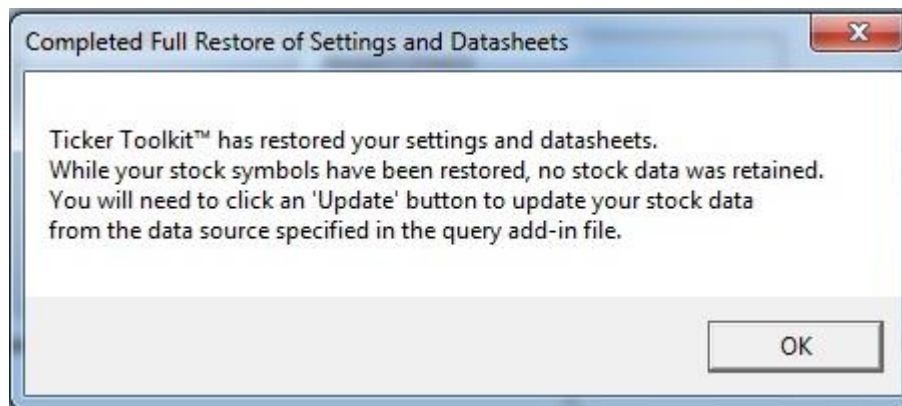 Completed Full Restore of Settings and Datasheets
Ticker Toolkit™ has restored your settings and datasheets.
While your stock symbols have been restored, no stock data was retained.
You will need to click an 'Update' button to update your stock data
from the data source specified in the query add-in file.
OK